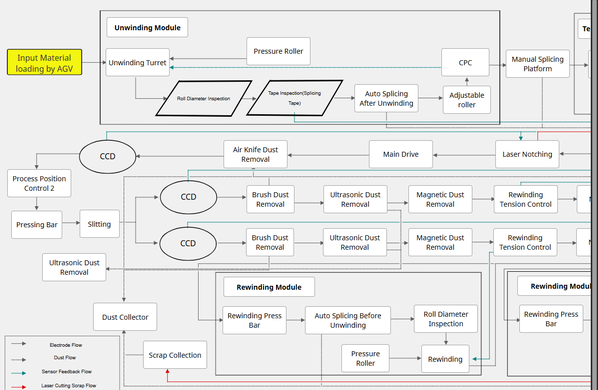 Unwinding Module
Te
Input Material
loading by AGV
Unwinding Turret
Pressure Roller
CPC
Manual Splicing
Platform
Roll Diameter Inspection
Tape Inspection(Splicing
Tape)
Auto Splicing
After Unwinding
Adjustable
roller
CCD
Air Knife Dust
Removal
Main Drive
Laser Notching
Process Position
Control 2
CCD
Brush Dust
Removal
Ultrasonic Dust
Removal
Magnetic Dust
Removal
Rewinding
Tension Control
N
Pressing Bar
Slitting
CCD
Brush Dust
Removal
Ultrasonic Dust
Removal
Magnetic Dust
Removal
Rewinding
Tension Control
N
Ultrasonic Dust
Removal
Rewinding Module
Rewinding Modul
Dust Collector
Rewinding Press
Bar
Auto Splicing Before
Unwinding
Roll Diameter
Inspection
Rewinding Press
Bar
Electrode Flow
Dust Flow
Sensor Feedback Flow
Laser Cutting Scrap Flow
Scrap Collection
Pressure
Roller
Rewinding